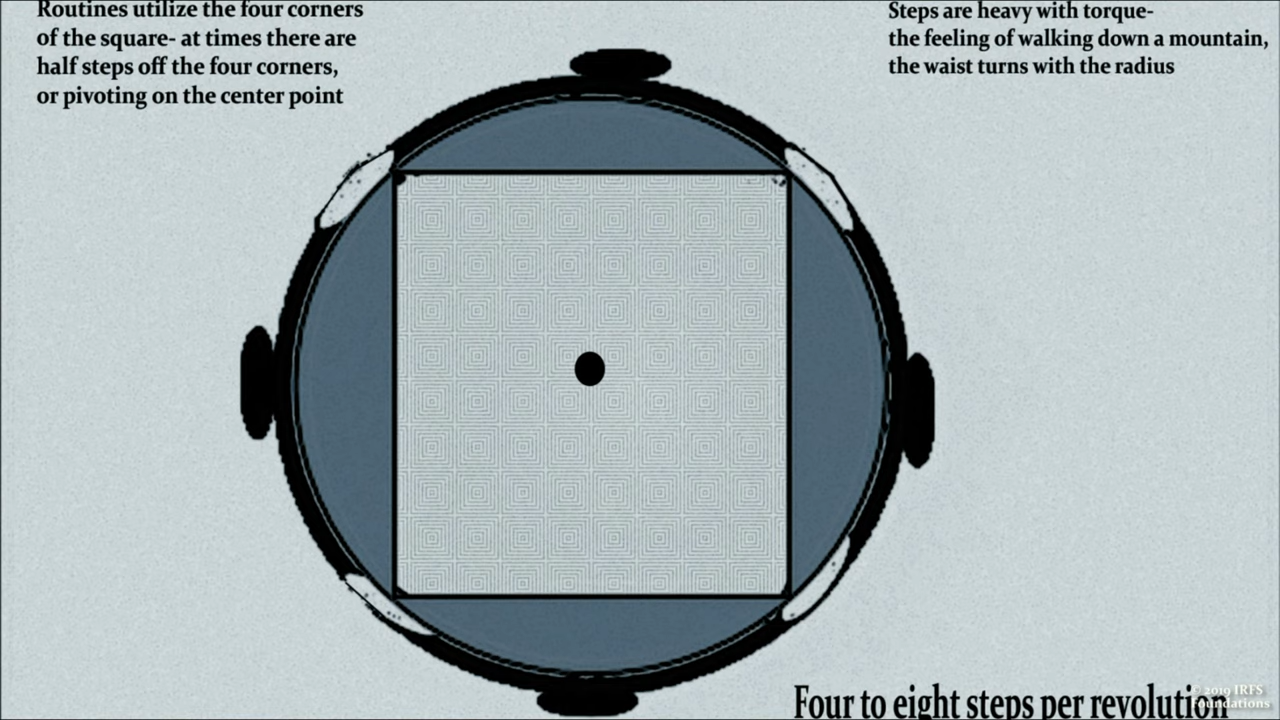 Routines utilize the four corners
of the square- at times there are
half steps off the four corners,
or pivoting on the center point
Steps are heavy with torque-
the feeling of walking down a mountain,
the waist turns with the radius
Four to eight steps per revolution
© 2019 IRFS
Foundations